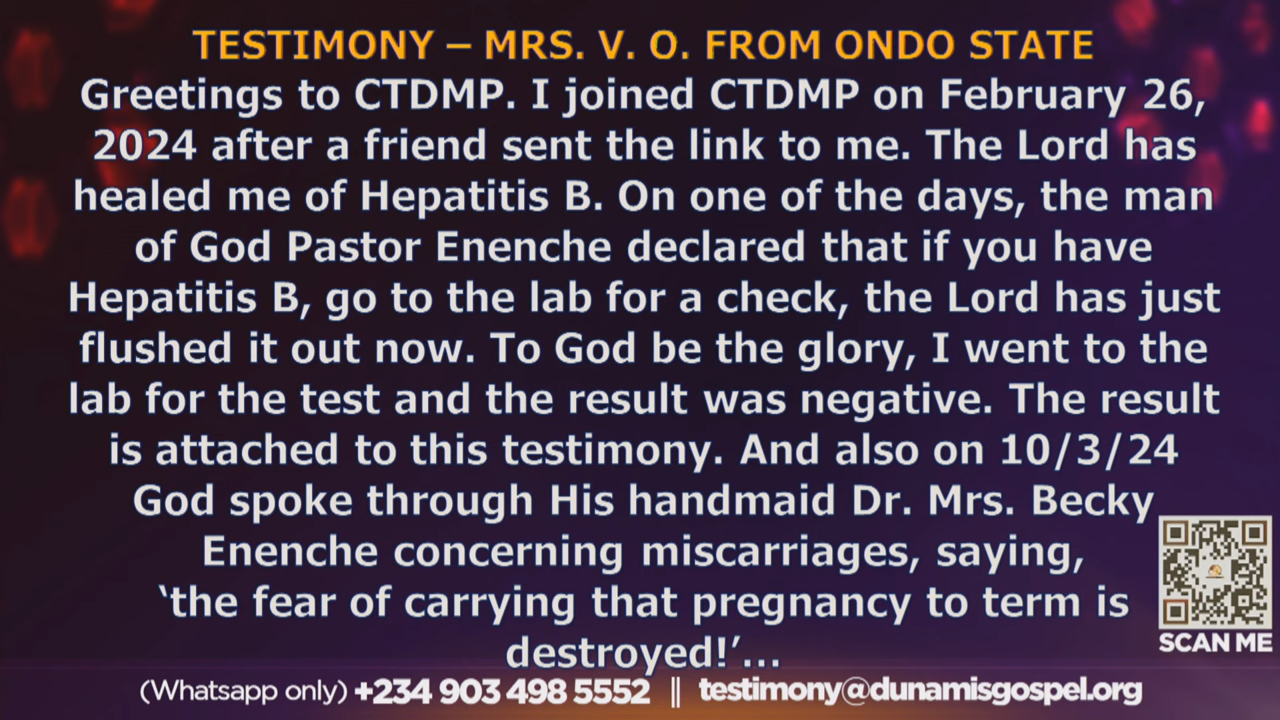 TESTIMONY – MRS. V. O. FROM ONDO STATE
Greetings to CTDMP. I joined CTDMP on February 26,
2024 after a friend sent the link to me. The Lord has
healed me of Hepatitis B. On one of the days, the man
of God Pastor Enenche declared that if you have
Hepatitis B, go to the lab for a check, the Lord has just
flushed it out now. To God be the glory, I went to the
lab for the test and the result was negative. The result
is attached to this testimony. And also on 10/3/24
God spoke through His handmaid Dr. Mrs. Becky
Enenche concerning miscarriages, saying,
‘the fear of carrying that pregnancy to term is
destroyed!’...
SCAN ME
(Whatsapp only) +234 903 498 5552 || testimony@dunamisgospel.org